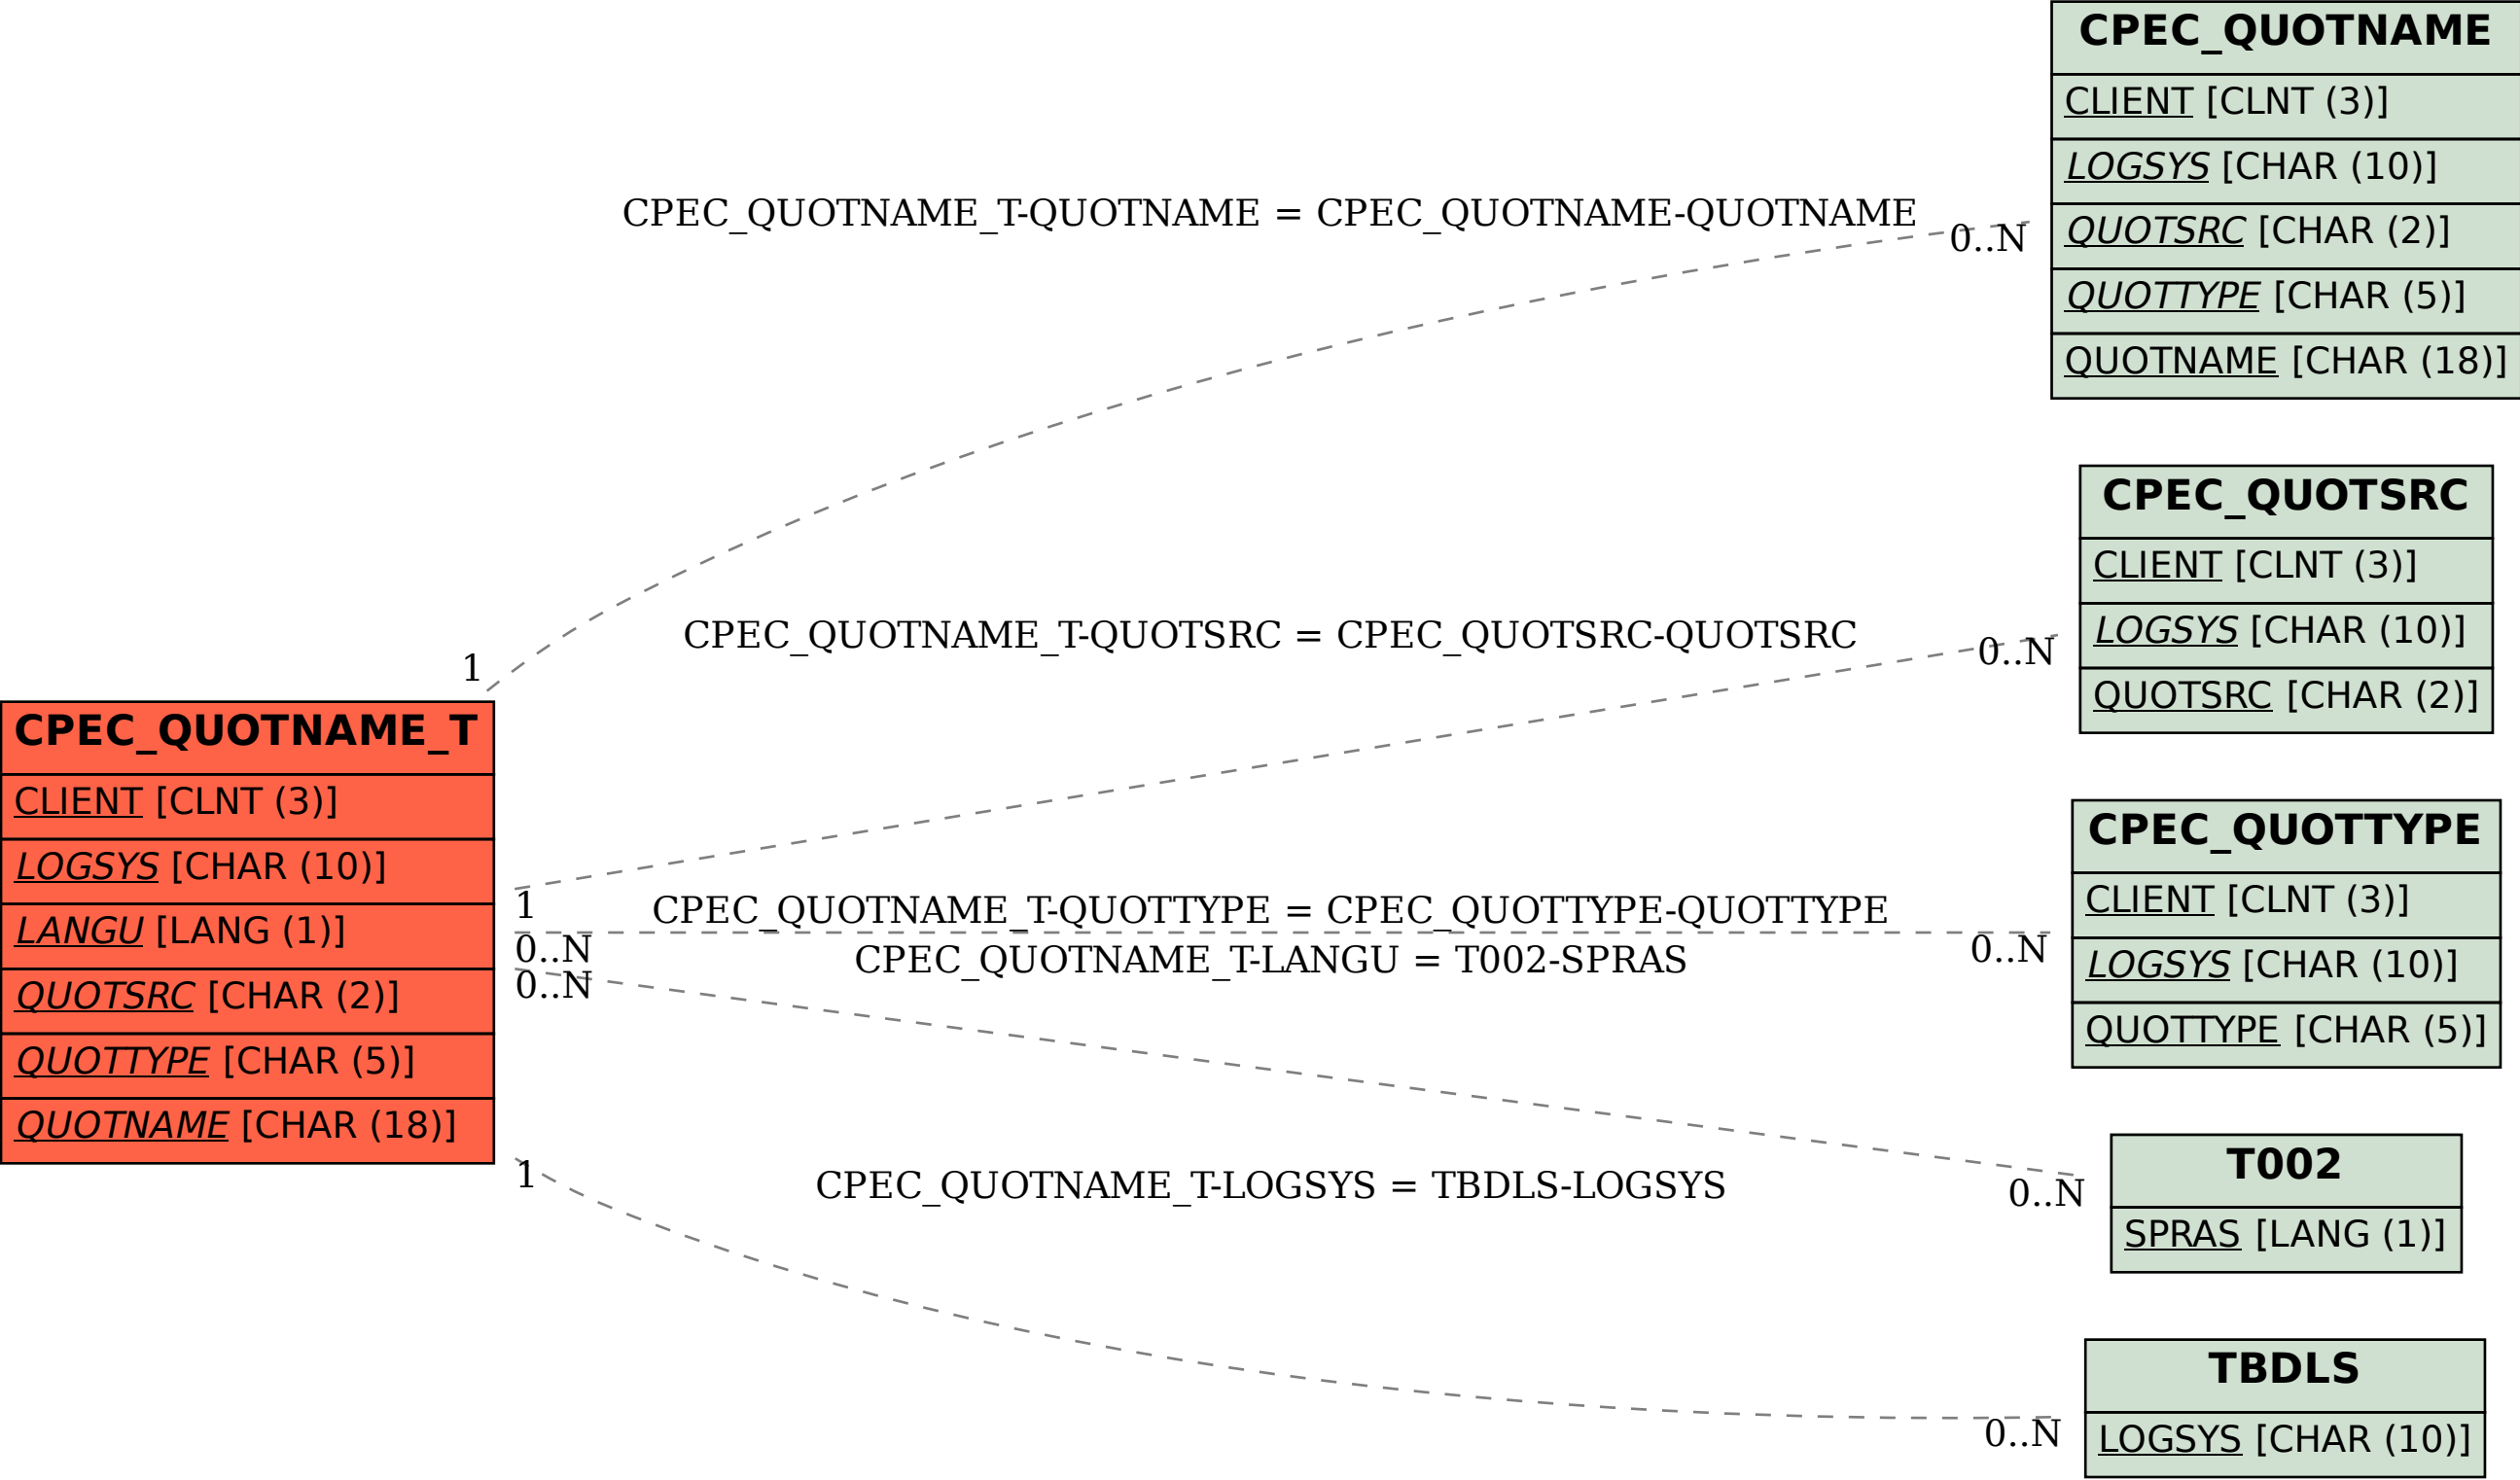 CPEC_QUOTNAME
CLIENT [CLNT (3)]
LOGSYS [CHAR (10)]
QUOTSRC [CHAR (2)]
QUOTTYPE [CHAR (5)]
QUOTNAME [CHAR (18)]
CPEC_QUOTNAME_T-QUOTNAME = CPEC_QUOTNAME-QUOTNAME
0..N
1
CPEC_QUOTSRC
CLIENT [CLNT (3)]
LOGSYS [CHAR (10)]
QUOTSRC [CHAR (2)]
CPEC_QUOTNAME_T-QUOTSRC = CPEC_QUOTSRC-QUOTSRC
0..N
1
CPEC_QUOTNAME_T
CLIENT [CLNT (3)]
LOGSYS [CHAR (10)]
LANGU [LANG (1)]
QUOTSRC [CHAR (2)]
QUOTTYPE [CHAR (5)]
QUOTNAME [CHAR (18)]
CPEC_QUOTTYPE
CLIENT [CLNT (3)]
LOGSYS [CHAR (10)]
QUOTTYPE [CHAR (5)]
CPEC_QUOTNAME_T-QUOTTYPE = CPEC_QUOTTYPE-QUOTTYPE
0..N
0..N
CPEC_QUOTNAME_T-LANGU = T002-SPRAS
0..N
0..N
T002
SPRAS [LANG (1)]
CPEC_QUOTNAME_T-LOGSYS = TBDLS-LOGSYS
1
0..N
TBDLS
LOGSYS [CHAR (10)]